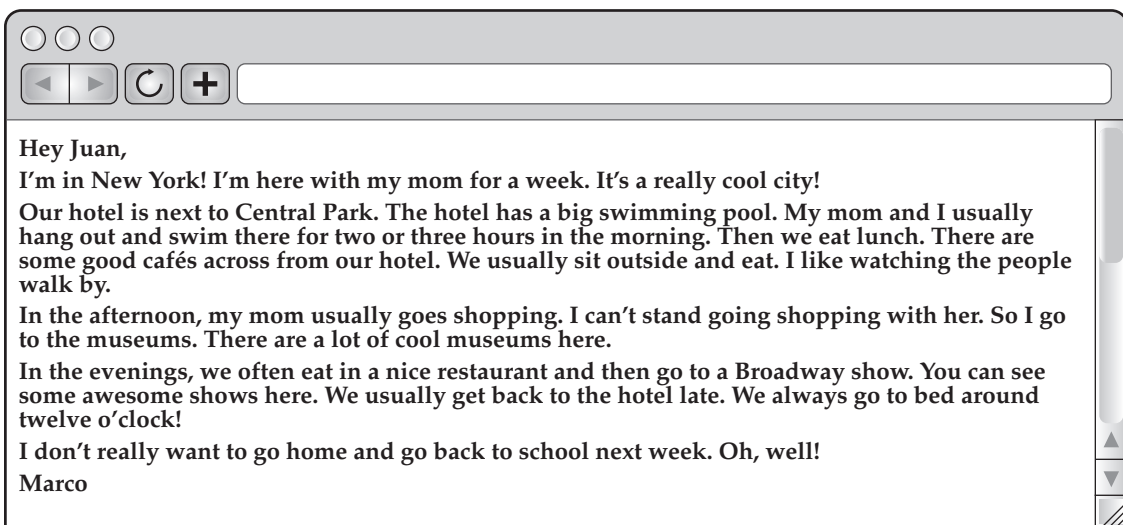 Hey Juan,
I'm in New York! I'm here with my mom for a week. It's a really cool city!
Our hotel is next to Central Park. The hotel has a big swimming pool. My mom and I usually
hang out and swim there for two or three hours in the morning. Then we eat lunch. There are
some good cafés across from our hotel. We usually sit outside and eat. I like watching the people
walk by.
In the afternoon, my mom usually goes shopping. I can't stand going shopping with her. So I go
to the museums. There are a lot of cool museums here.
In the evenings, we often eat in a nice restaurant and then go to a Broadway show. You can see
some awesome shows here. We usually get back to the hotel late. We always go to bed around
twelve o'clock!
I don't really want to go home and go back to school next week. Oh, well!
Marco